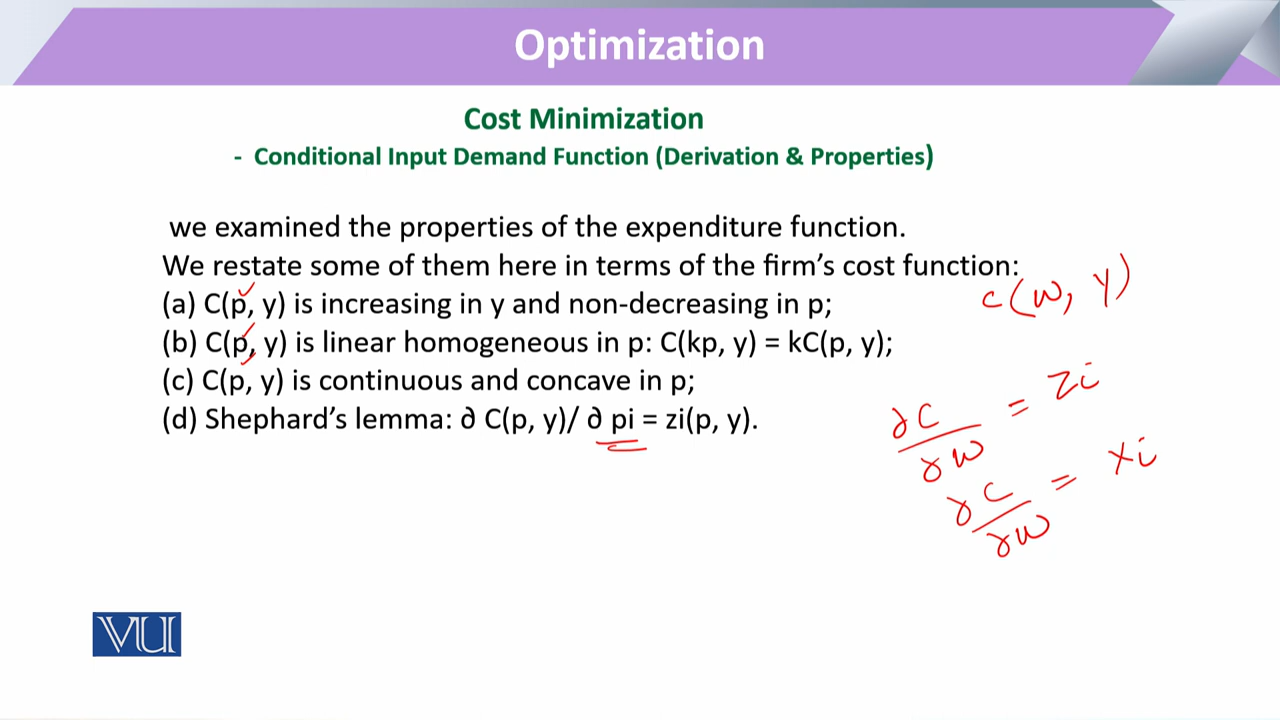 Optimization
Cost Minimization
- Conditional Input Demand Function (Derivation & Properties)
we examined the properties of the expenditure function.
We restate some of them here in terms of the firm's cost function:
(a) C(p, y) is increasing in y and non-decreasing in p;
(b) C(p, y) is linear homogeneous in p: C(kp, y) = kC(p, y);
(c) C(p, y) is continuous and concave in p;
(d) Shephard's lemma: ∂ C(p, y)/ ∂ pi = zi(p, y).
c(w, y)
∂C/∂w = zi
∂C/∂w = xi
VU